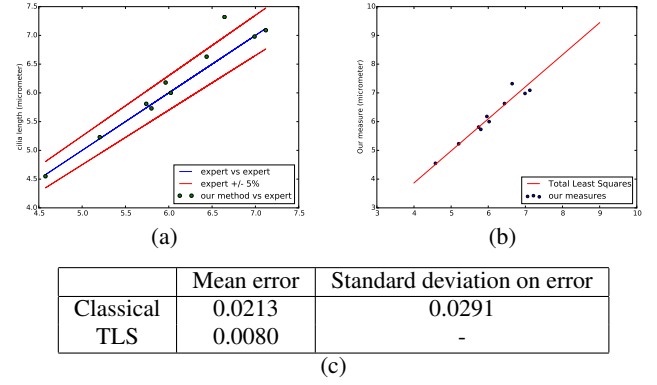 7.5
7.0
6.5
6.0
5.5
5.0
4.5
4.0
cilia length (micrometer)
expert vs expert
expert +/- 5%
our method vs expert
4.5 5.0 5.5 6.0 6.5 7.0 7.5
(a)
10
9
8
7
6
5
4
3
Our measure (micrometer)
Total Least Squares
our measures
3 4 5 6 7 8 9 10
(b)
Mean error Standard deviation on error
Classical 0.0213 0.0291
TLS 0.0080 -
(c)